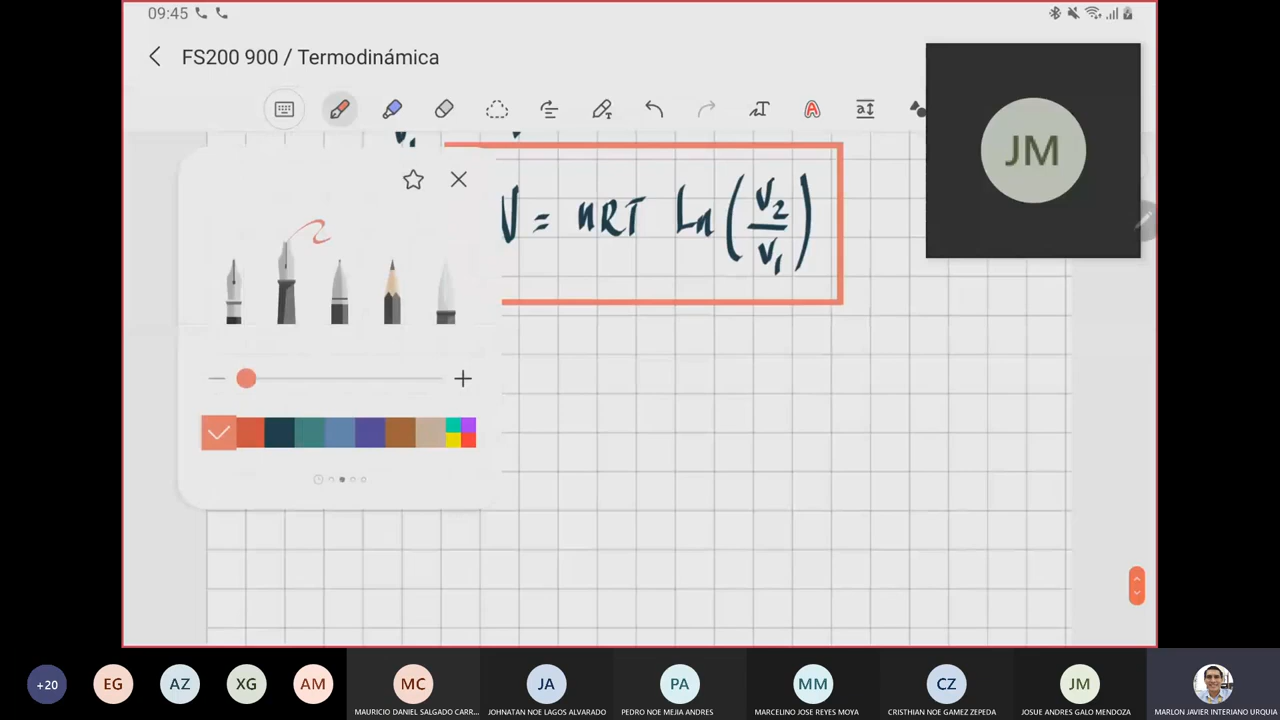 09:45
FS200 900 / Termodinámica
JM
V₁
V = nRT Ln(V₂/V₁)
+20
EG
AZ
XG
AM
MC
MAURICIO DANIEL SALGADO CARR...
JA
JOHNATAN NOE LAGOS ALVARADO
PA
PEDRO NOE MEJIA ANDRES
MM
MARCELINO JOSE REYES MOYA
CZ
CRISTHIAN NOE GAMEZ ZEPEDA
JM
JOSUE ANDRES GALO MENDOZA
MARLON JAVIER INTERIANO URQUIA